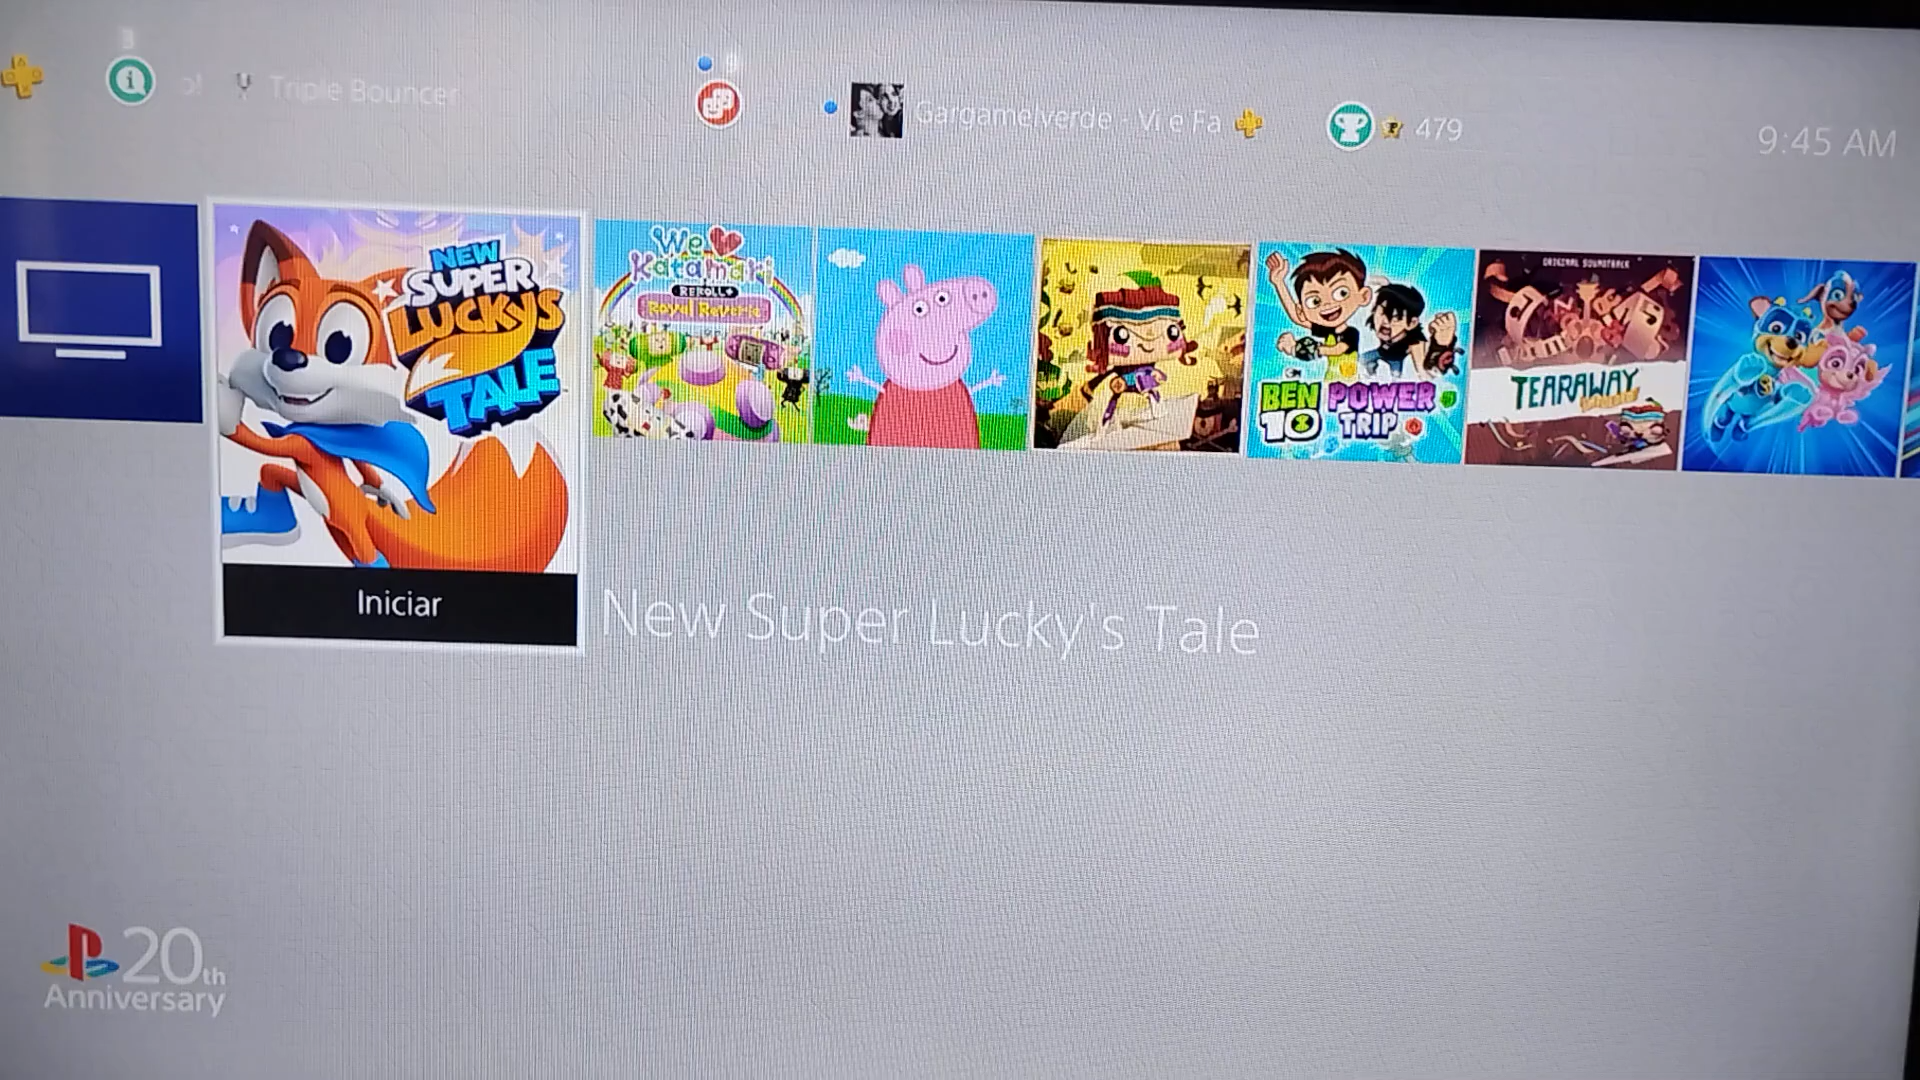 3
o!
Triple Bouncer
Gargamelverde - Vi e Fa
P
479
9:45 AM
NEW
SUPER
LUCKY'S
TALE
We
Katamari
REROLL+
Royal Reverie
BEN
10
POWER
TRIP
ORIGINAL SOUNDTRACK
TEARAWAY
Iniciar
New Super Lucky's Tale
20th
Anniversary